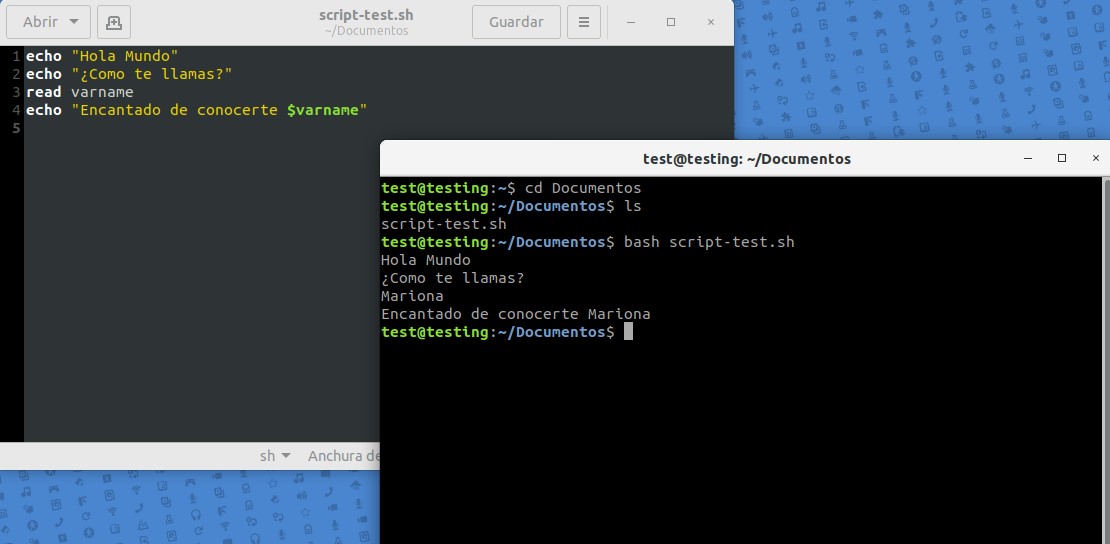 Abrir
script-test.sh
~/Documentos
Guardar
1 echo "Hola Mundo"
2 echo "¿Como te llamas?"
3 read varname
4 echo "Encantado de conocerte $varname"
5
sh
Anchura de
test@testing: ~/Documentos
test@testing:~$ cd Documentos
test@testing:~/Documentos$ ls
script-test.sh
test@testing:~/Documentos$ bash script-test.sh
Hola Mundo
¿Como te llamas?
Mariona
Encantado de conocerte Mariona
test@testing:~/Documentos$